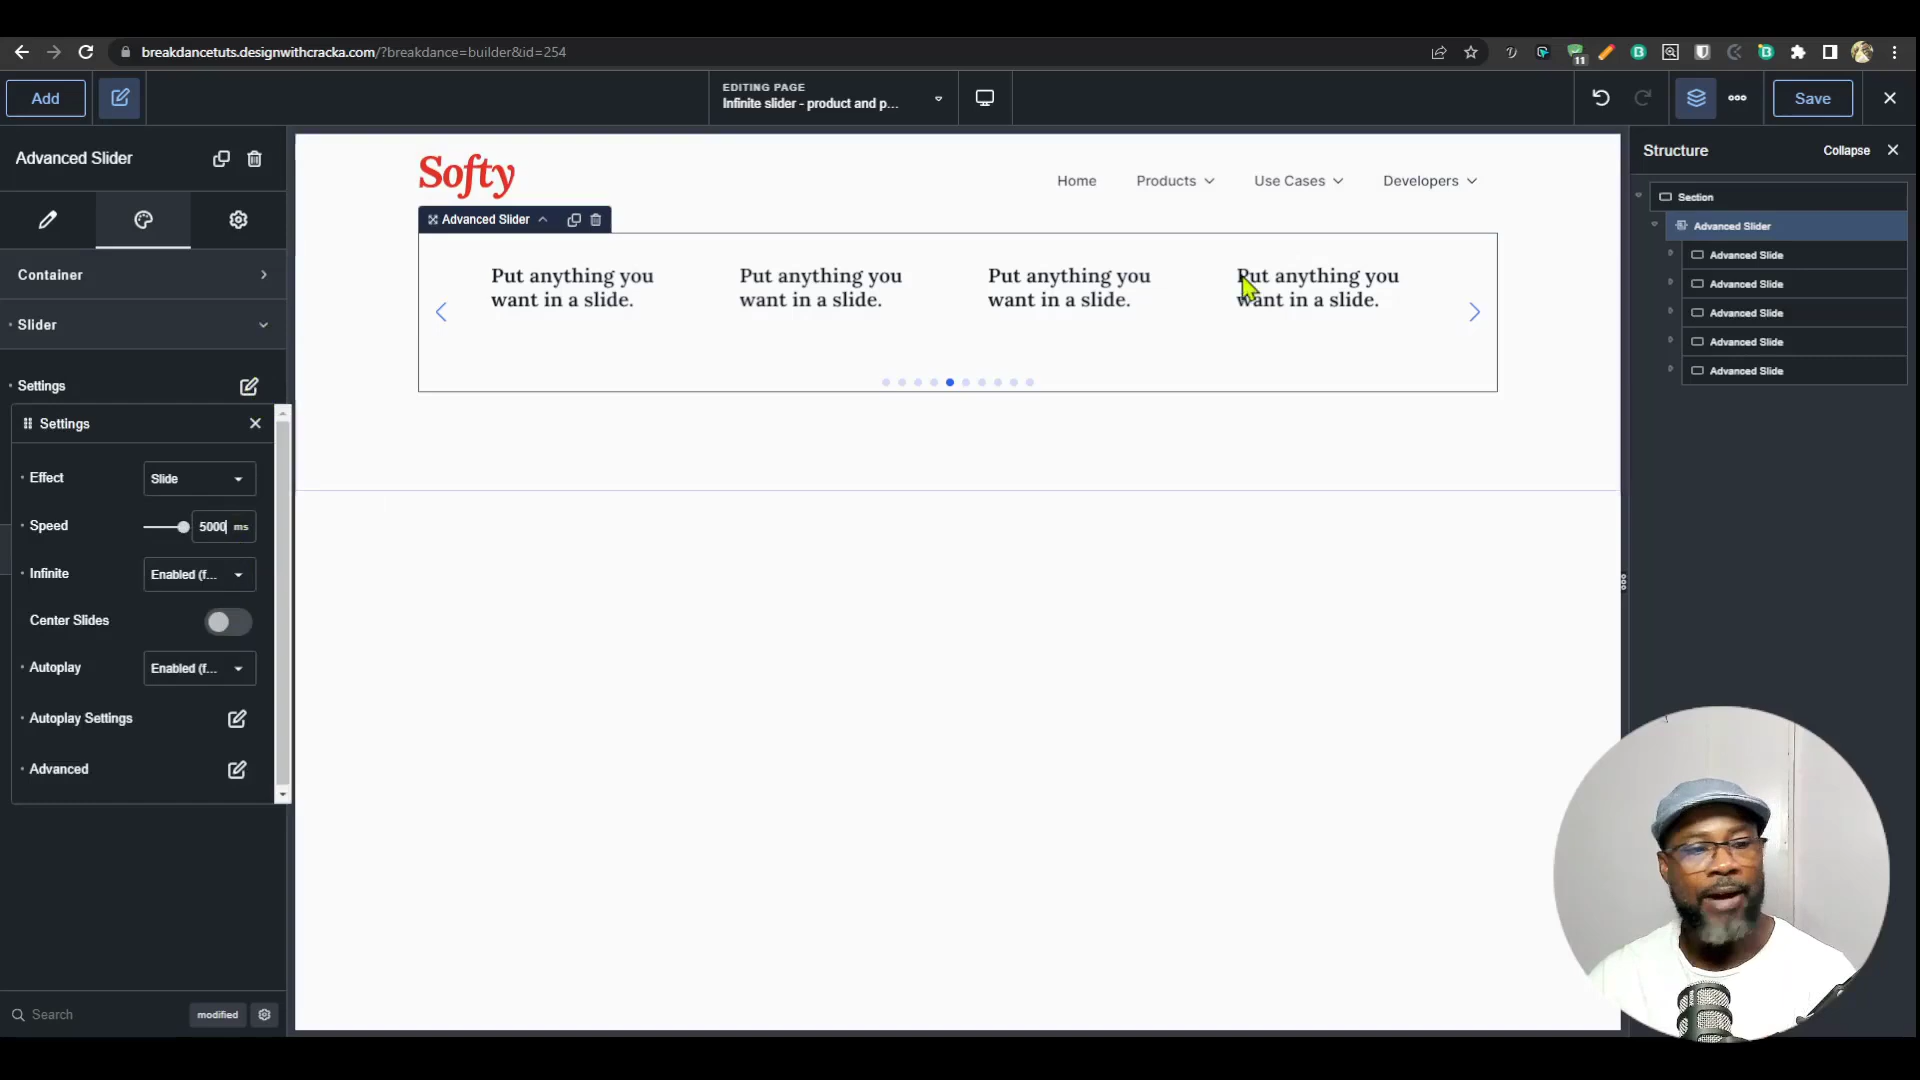 breakdancetuts.designwithcracka.com/?breakdance=builder&id=254
11
Add
EDITING PAGE
Infinite slider - product and p...
Save
Advanced Slider
Container
Slider
Settings
Settings
Effect
Slide
Speed
5000 ms
Infinite
Enabled (f...
Center Slides
Autoplay
Enabled (f...
Autoplay Settings
Advanced
Search
modified
Softy
Home
Products
Use Cases
Developers
Advanced Slider
Put anything you
want in a slide.
Put anything you
want in a slide.
Put anything you
want in a slide.
Put anything you
want in a slide.
Structure
Collapse
Section
Advanced Slider
Advanced Slide
Advanced Slide
Advanced Slide
Advanced Slide
Advanced Slide